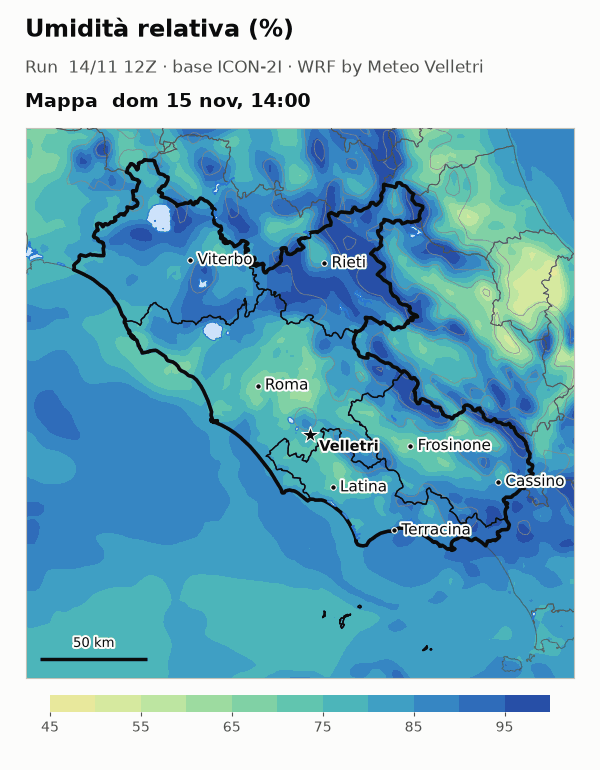 Umidità relativa (%)
Run  14/11 12Z · base ICON-2I · WRF by Meteo Velletri
Mappa  dom 15 nov, 14:00
Viterbo
Rieti
Roma
Velletri
Frosinone
Cassino
Latina
Terracina
50 km
45 55 65 75 85 95